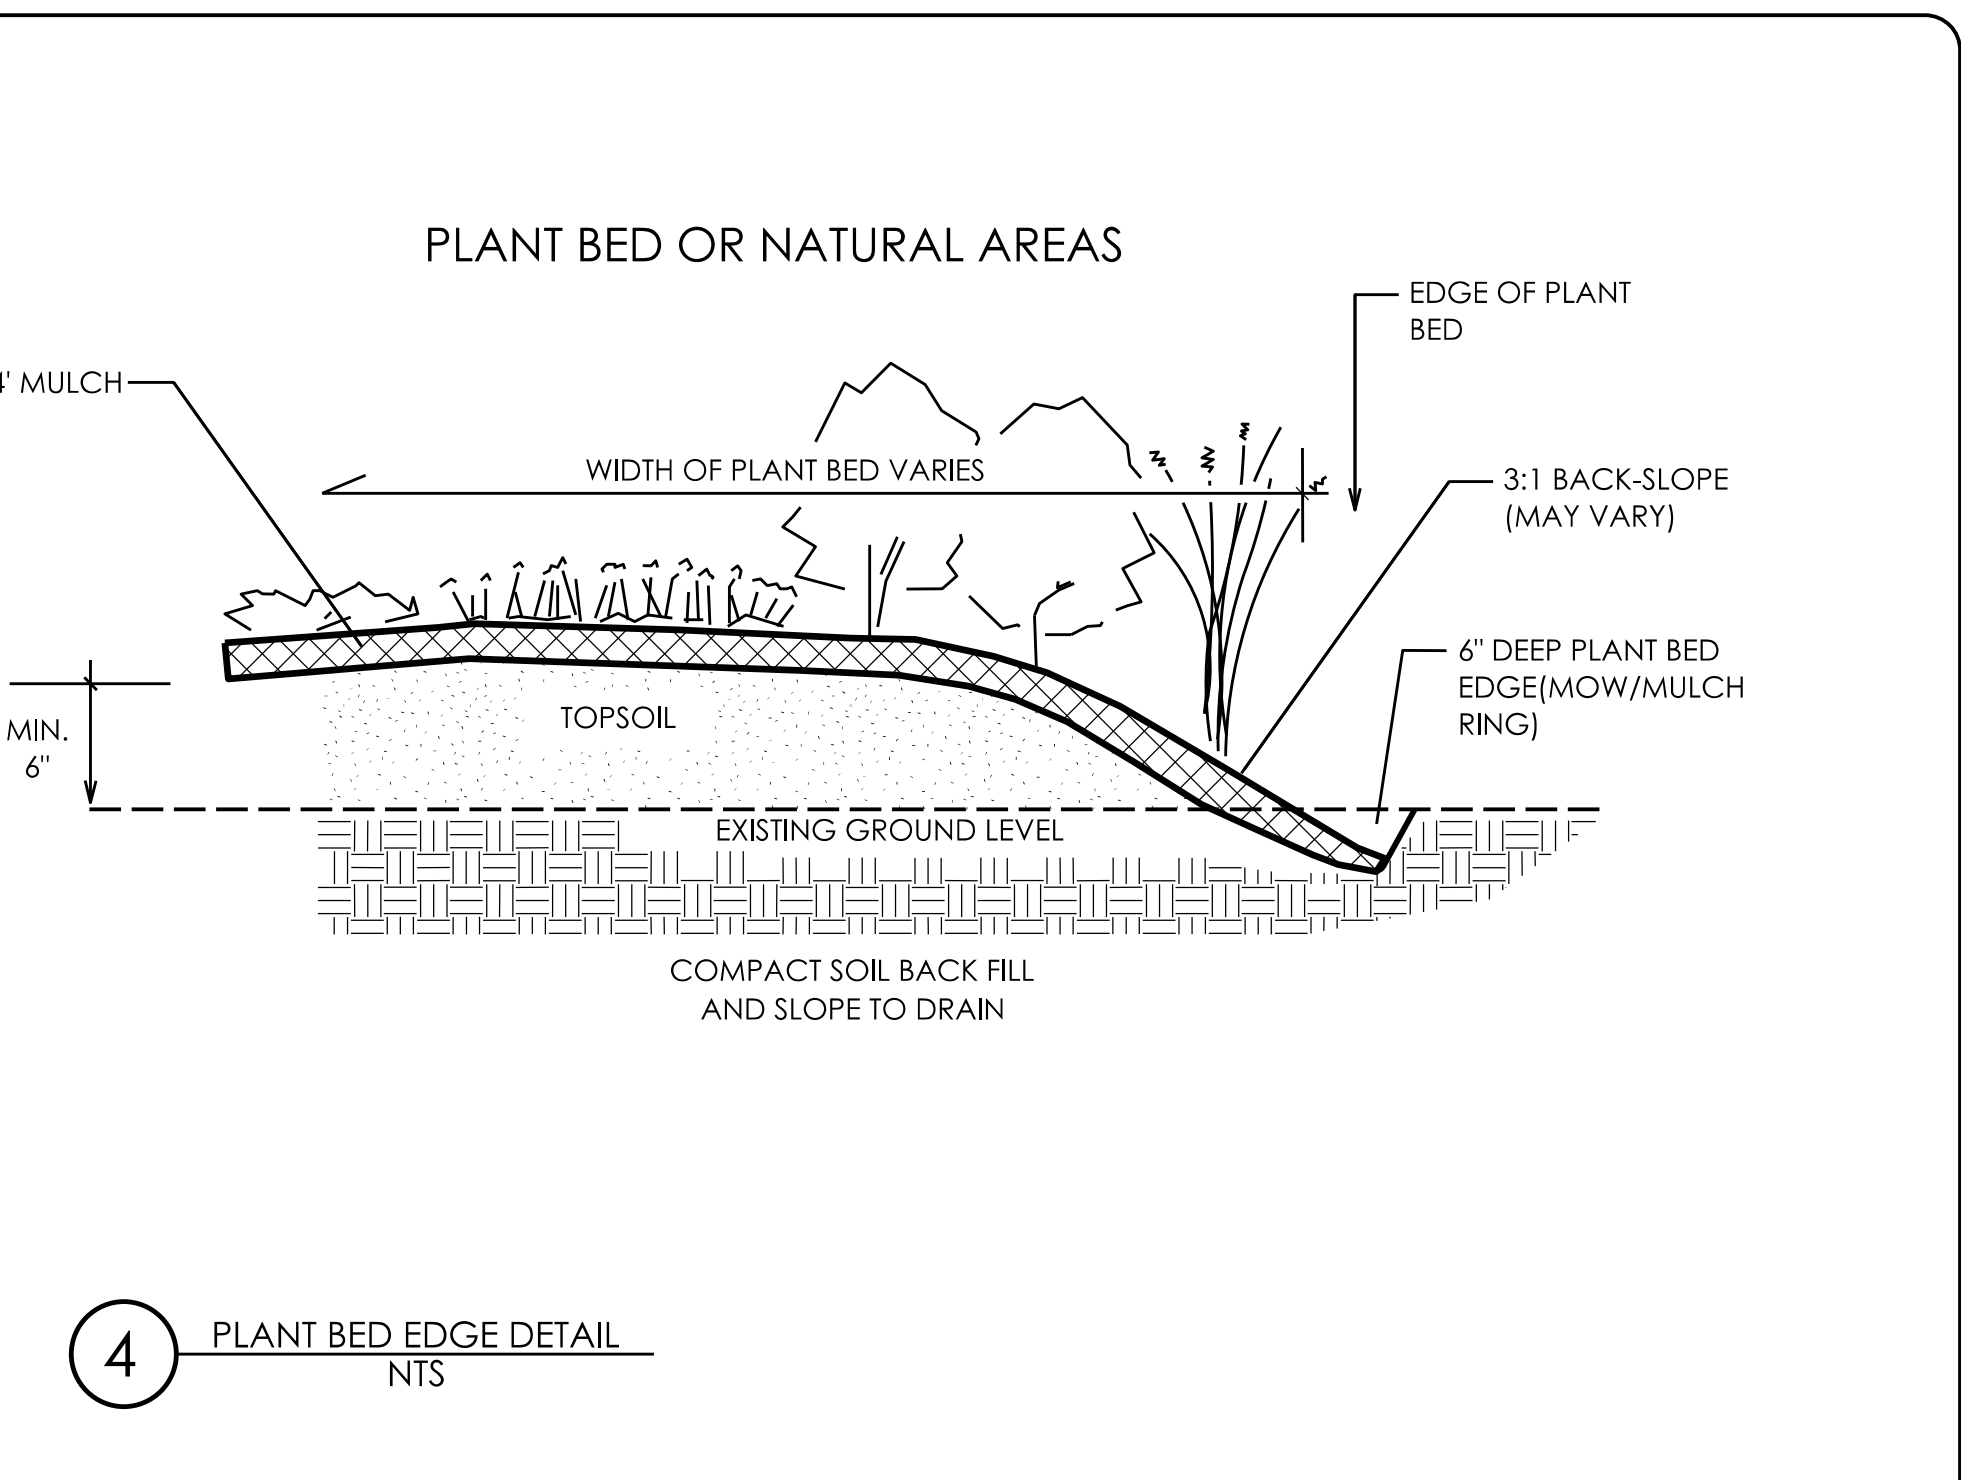 PLANT BED OR NATURAL AREAS
EDGE OF PLANT
BED
MULCH
WIDTH OF PLANT BED VARIES
3:1 BACK-SLOPE
(MAY VARY)
6" DEEP PLANT BED
EDGE(MOW/MULCH
RING)
TOPSOIL
MIN.
6"
EXISTING GROUND LEVEL
COMPACT SOIL BACK FILL
AND SLOPE TO DRAIN
4
PLANT BED EDGE DETAIL
NTS